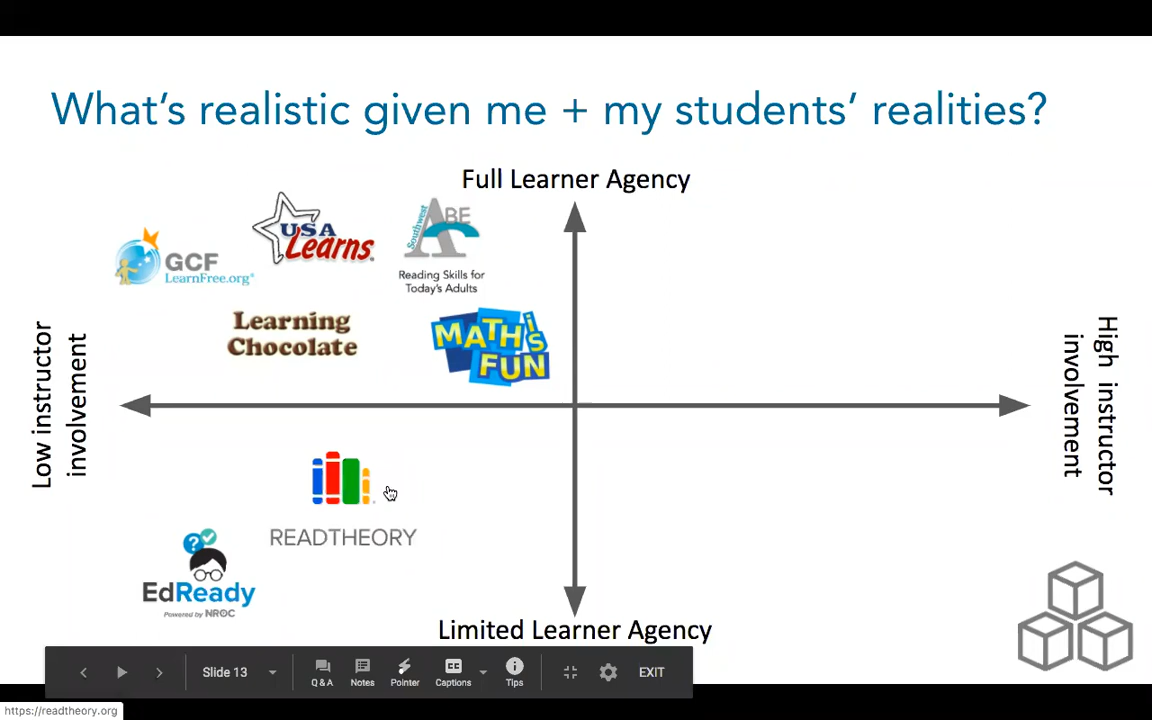 What's realistic given me + my students' realities?
Full Learner Agency
GCF
LearnFree.org®
USA
Learns®
Southwest
ABE
Reading Skills for
Today's Adults
Learning
Chocolate
MATH iS
FUN
Low instructor
involvement
High instructor
involvement
READTHEORY
?
EdReady
Powered by NROC
Limited Learner Agency
Slide 13
Q & A
Notes
Pointer
CC
Captions
Tips
EXIT
https://readtheory.org